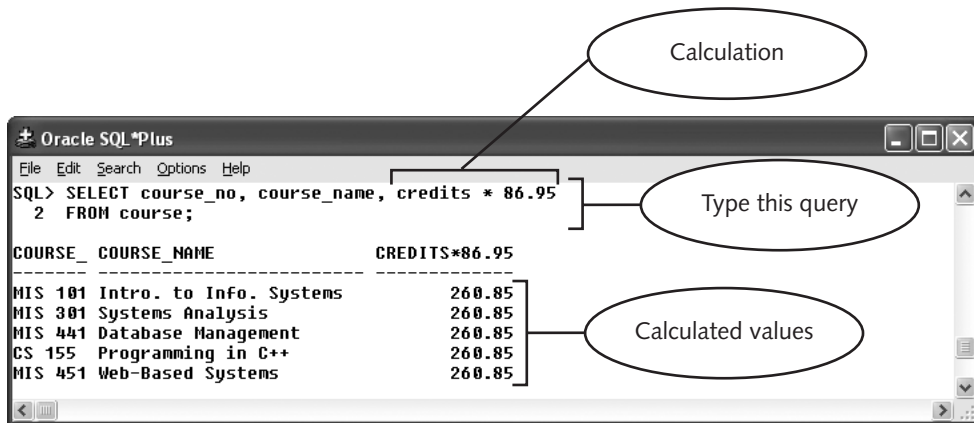 Calculation
Oracle SQL*Plus
File Edit Search Options Help
SQL> SELECT course_no, course_name, credits * 86.95
2 FROM course;
Type this query
COURSE_ COURSE_NAME CREDITS*86.95
------- ------------------------- -------------
MIS 101 Intro. to Info. Systems 260.85
MIS 301 Systems Analysis 260.85
MIS 441 Database Management 260.85
CS 155 Programming in C++ 260.85
MIS 451 Web-Based Systems 260.85
Calculated values